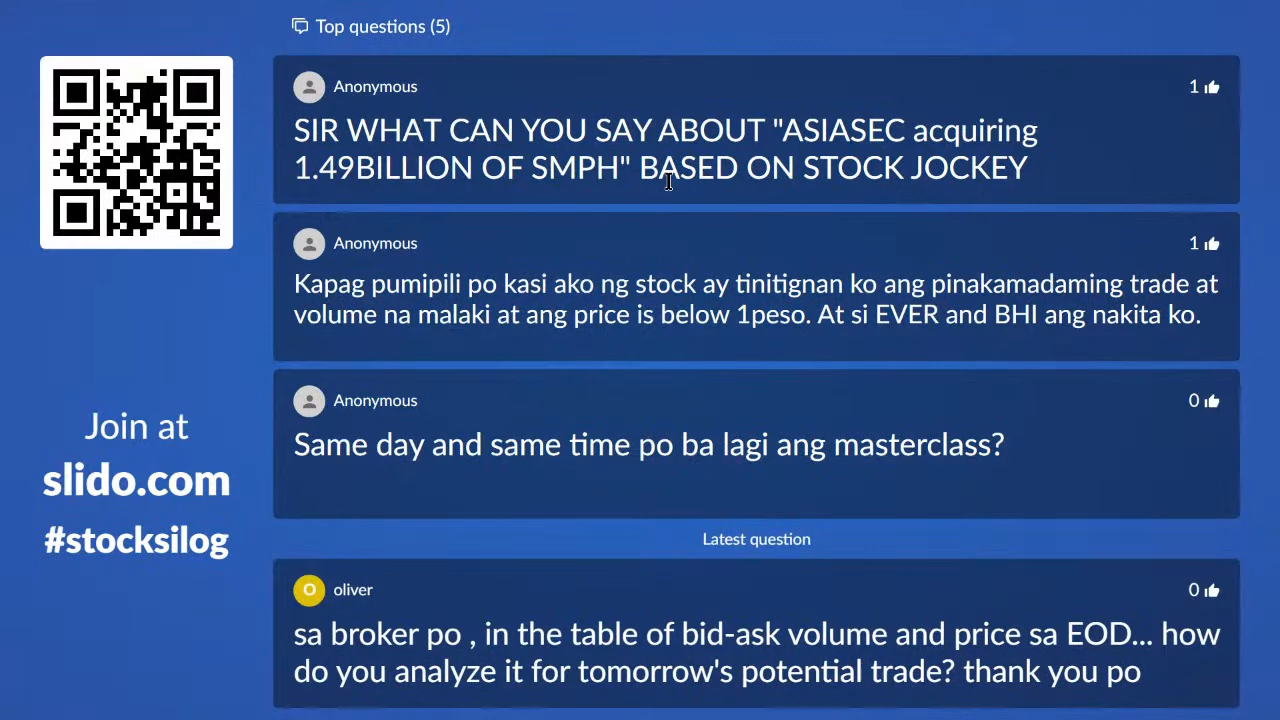 Top questions (5)
Anonymous
1
SIR WHAT CAN YOU SAY ABOUT "ASIASEC acquiring
1.49BILLION OF SMPH" BASED ON STOCK JOCKEY
Anonymous
1
Kapag pumipili po kasi ako ng stock ay tinitignan ko ang pinakamadaming trade at
volume na malaki at ang price is below 1peso. At si EVER and BHI ang nakita ko.
Anonymous
0
Same day and same time po ba lagi ang masterclass?
Join at
slido.com
#stocksilog
Latest question
O
oliver
0
sa broker po , in the table of bid-ask volume and price sa EOD... how
do you analyze it for tomorrow's potential trade? thank you po